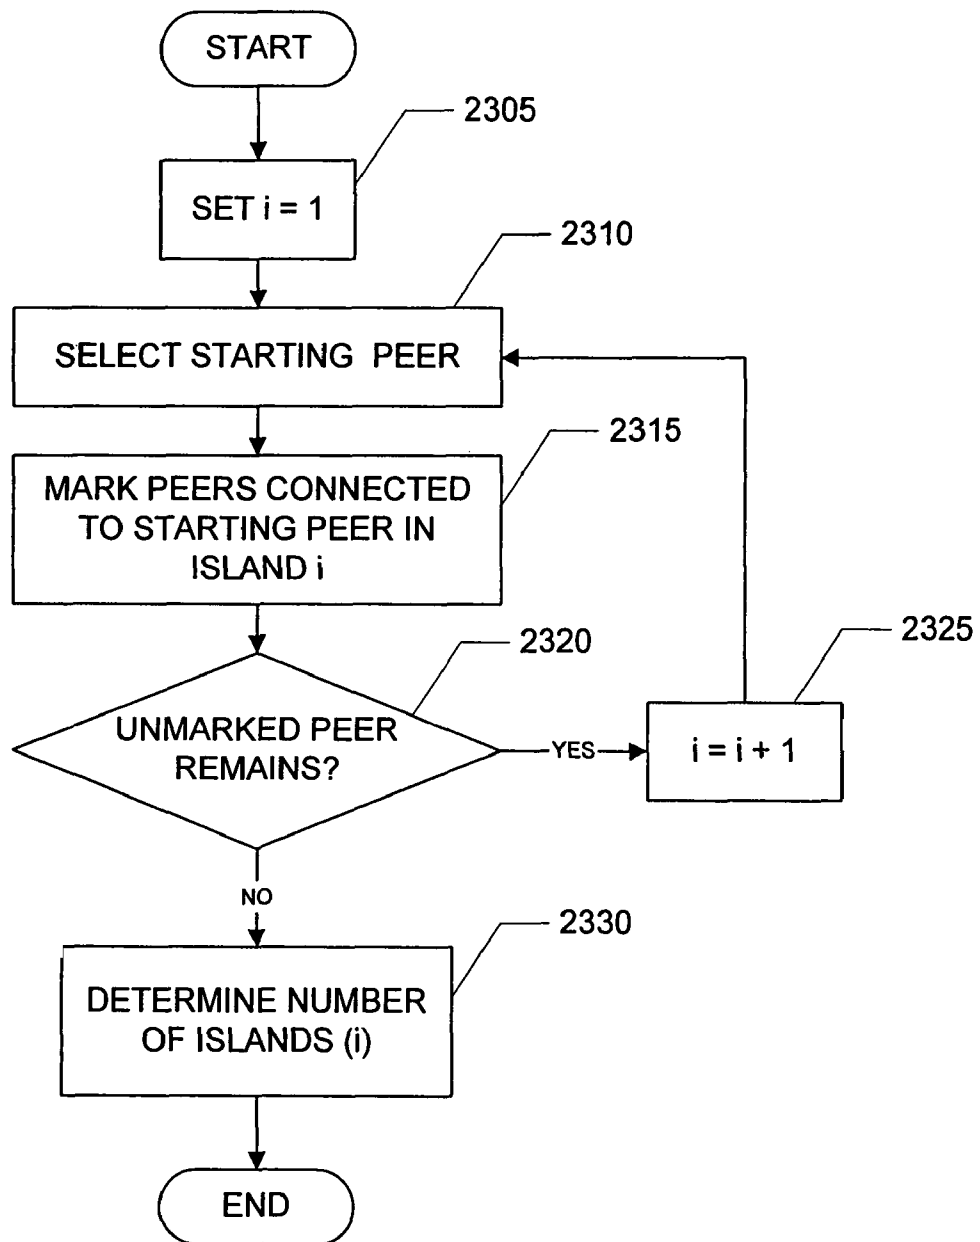 START
2305
SET i = 1
2310
SELECT STARTING PEER
2315
MARK PEERS CONNECTED
TO STARTING PEER IN
ISLAND i
2320
2325
UNMARKED PEER
REMAINS?
YES
i = i + 1
NO
2330
DETERMINE NUMBER
OF ISLANDS (i)
END